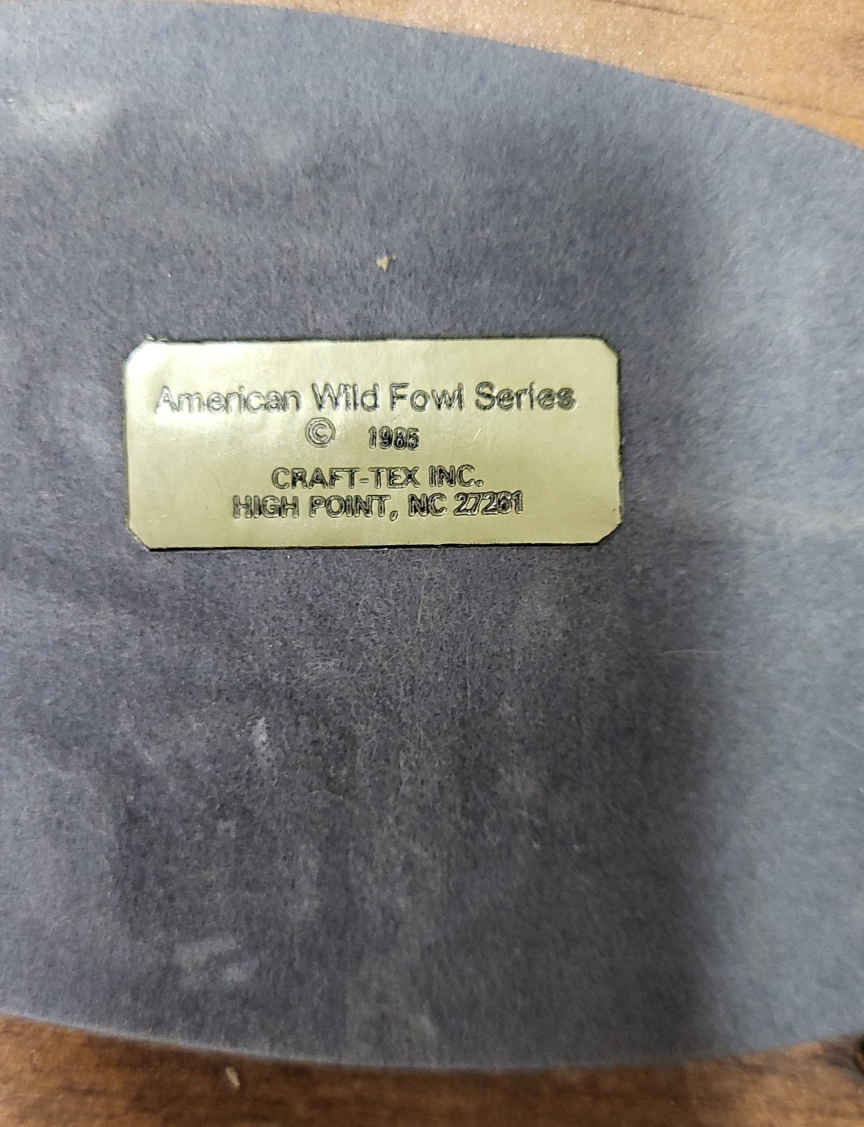 American Wild Fowl Series
© 1985
CRAFT-TEX INC.
HIGH POINT, NC 27261